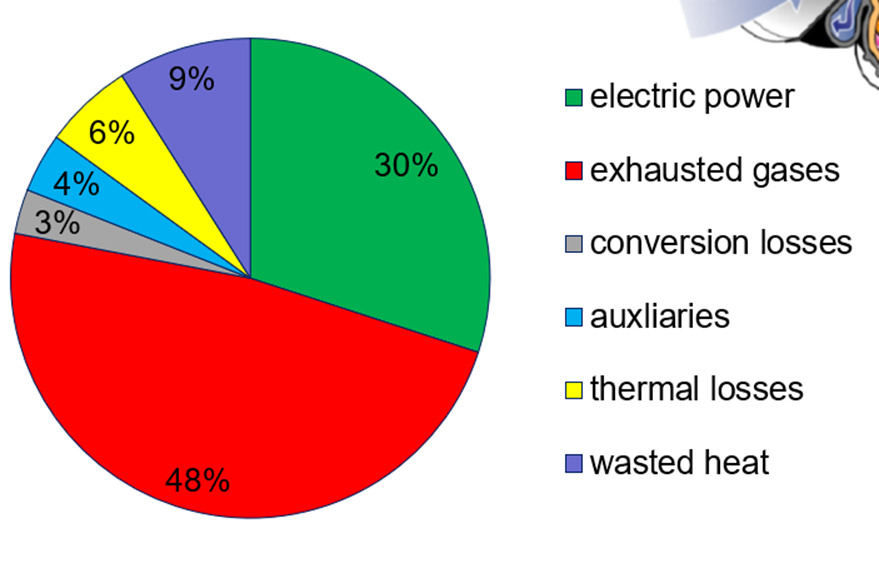 9%
6%
30%
4%
3%
48%
electric power
exhausted gases
conversion losses
auxliaries
thermal losses
wasted heat